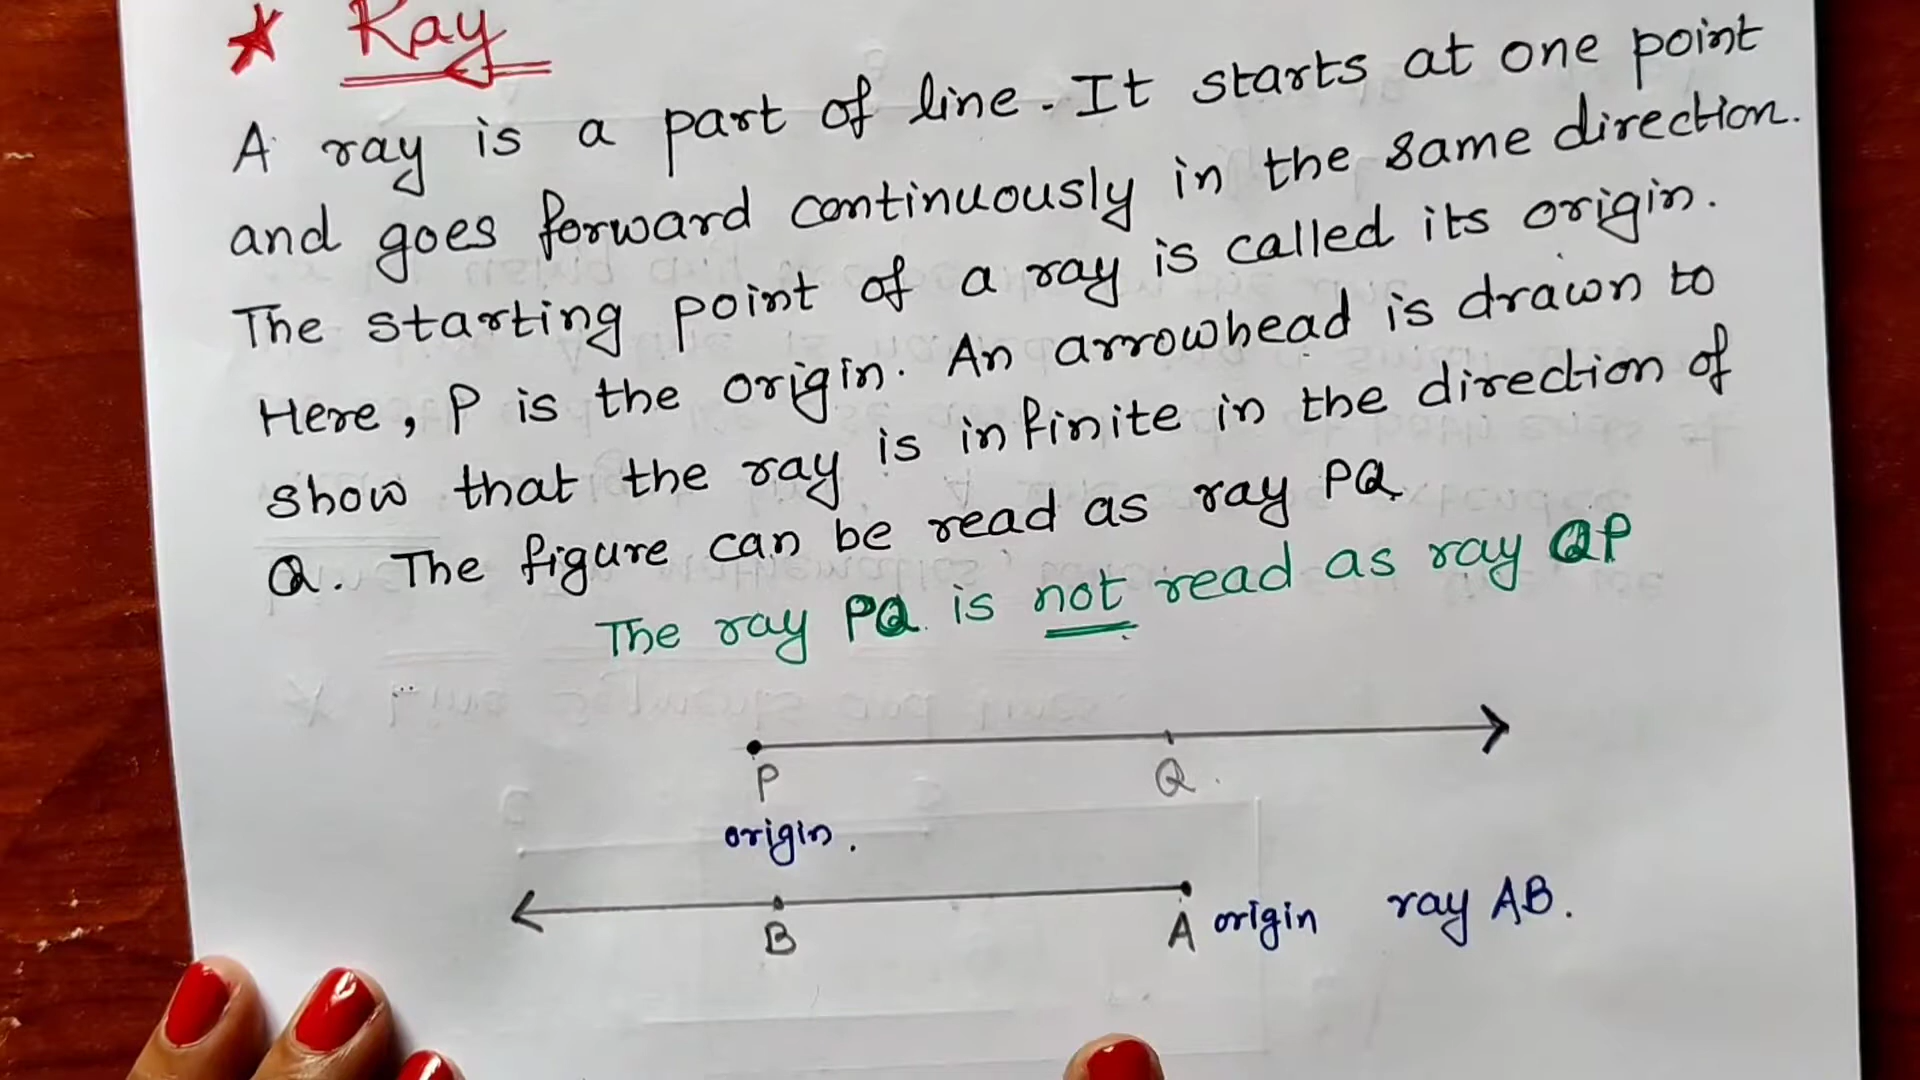 ★ Ray
A ray is a part of line. It starts at one point
and goes forward continuously in the same direction.
The starting point of a ray is called its origin.
Here, P is the origin. An arrowhead is drawn to
show that the ray is infinite in the direction of
Q. The figure can be read as ray PQ
The ray PQ is not read as ray QP
P
Q
origin.
B
A origin ray AB.